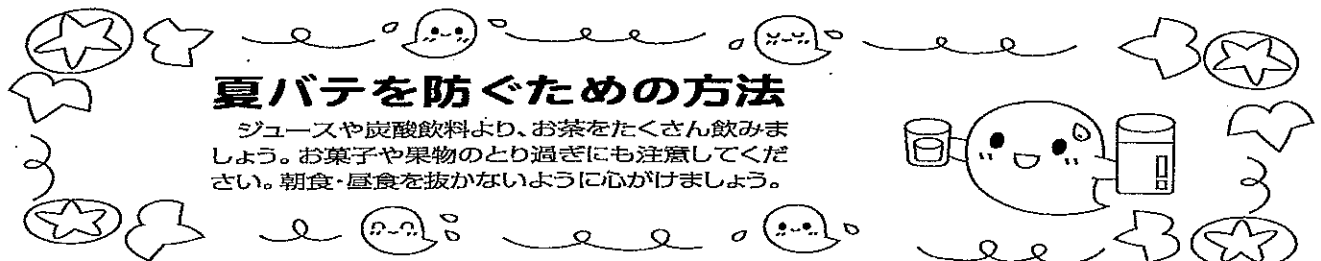 夏バテを防ぐための方法
ジュースや炭酸飲料より、お茶をたくさん飲みま
しょう。お菓子や果物のとり過ぎにも注意してくだ
さい。朝食・昼食を抜かないように心がけましょう。